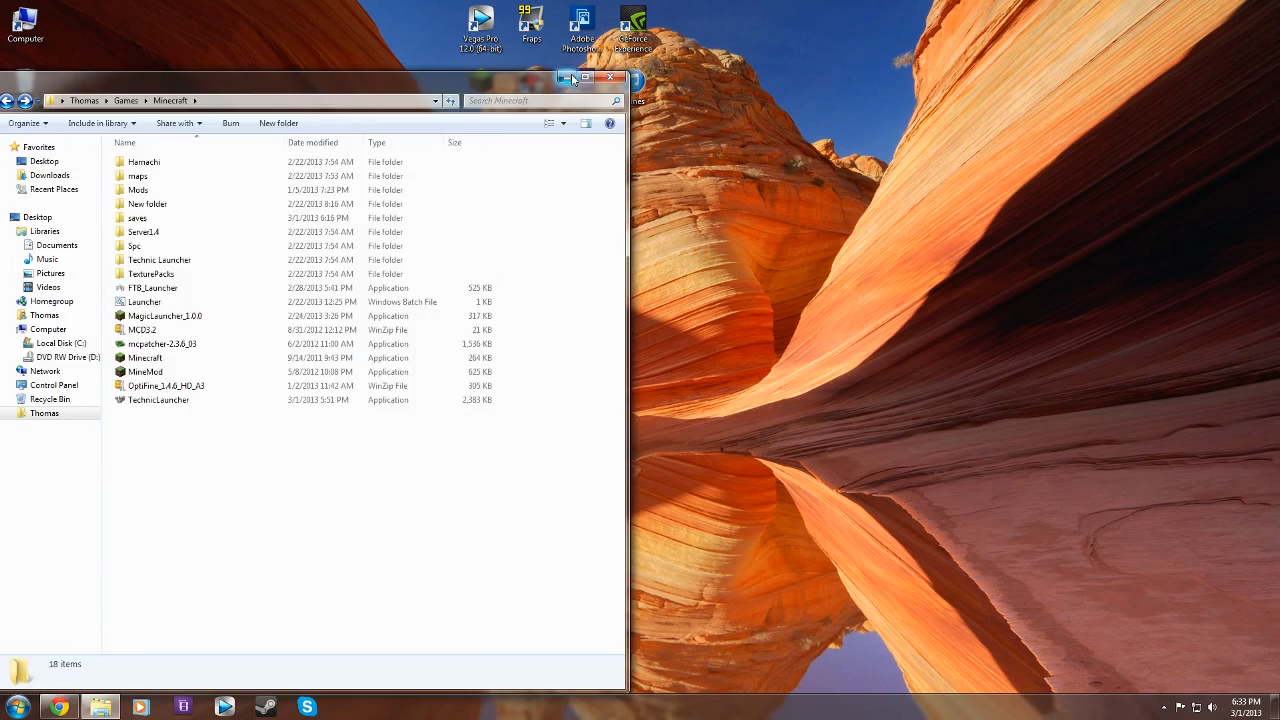 Computer
Vegas Pro
12.0 (64-bit)
99
Fraps
Adobe
Photosho...
GeForce
Experience
Thomas
Games
Minecraft
Search Minecraft
Organize
Include in library
Share with
Burn
New folder
Name
Date modified
Type
Size
Favorites
Desktop
Downloads
Recent Places
Desktop
Libraries
Documents
Music
Pictures
Videos
Homegroup
Thomas
Computer
Local Disk (C:)
DVD RW Drive (D:)
Network
Control Panel
Recycle Bin
Thomas
Hamachi 2/22/2013 7:54 AM File folder
maps 2/22/2013 7:53 AM File folder
Mods 1/5/2013 7:23 PM File folder
New folder 2/22/2013 8:16 AM File folder
saves 3/1/2013 6:16 PM File folder
Server1.4 2/22/2013 7:54 AM File folder
Spc 2/22/2013 7:54 AM File folder
Technic Launcher 2/22/2013 7:54 AM File folder
TexturePacks 2/22/2013 7:54 AM File folder
FTB_Launcher 2/28/2013 5:41 PM Application 525 KB
Launcher 2/22/2013 12:25 PM Windows Batch File 1 KB
MagicLauncher_1.0.0 2/24/2013 3:26 PM Application 317 KB
MCD3.2 8/31/2012 12:12 PM WinZip File 21 KB
mcpatcher-2.3.6_03 6/2/2012 11:00 AM Application 1,536 KB
Minecraft 9/14/2011 9:43 PM Application 264 KB
MineMod 5/8/2012 10:08 PM Application 625 KB
OptiFine_1.4.6_HD_A3 1/2/2013 11:42 AM WinZip File 305 KB
TechnicLauncher 3/1/2013 5:51 PM Application 2,383 KB
18 items
6:33 PM
3/1/2013